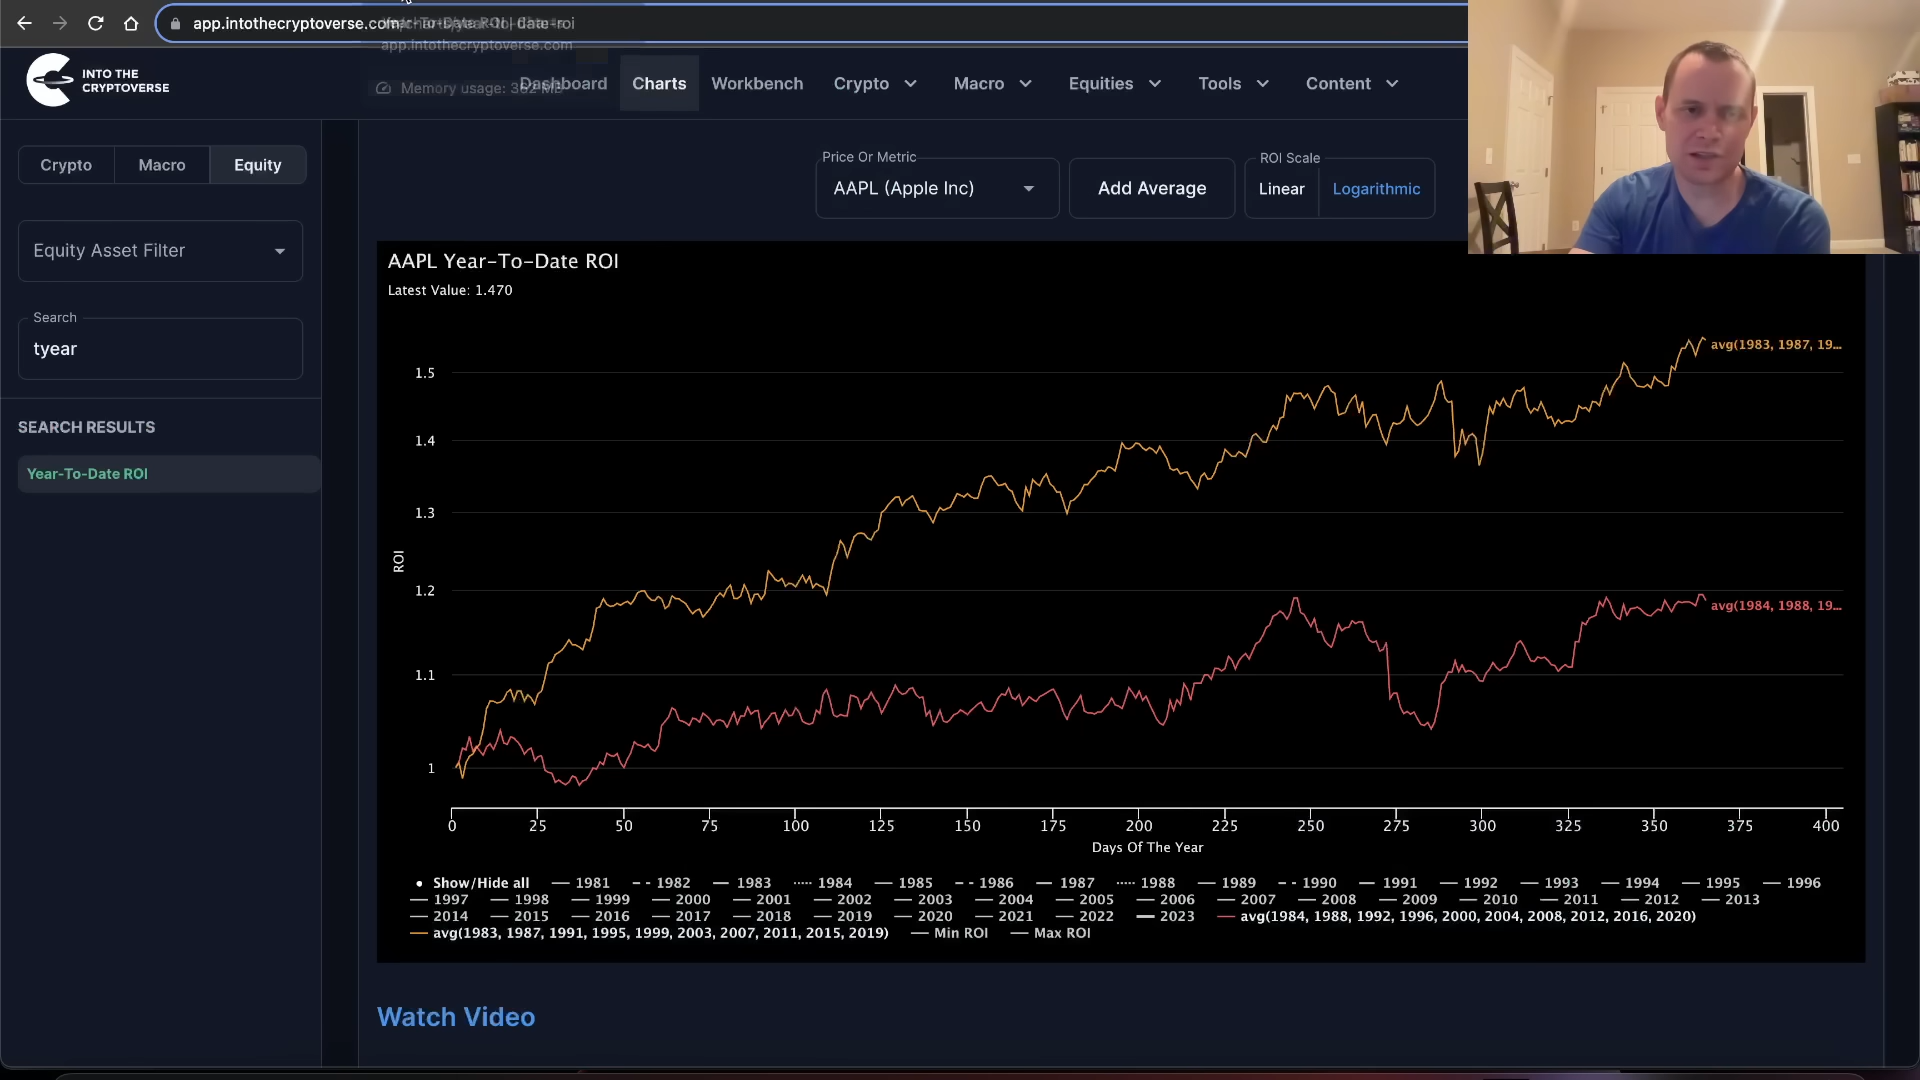 app.intothecryptoverse.com
app.intothecryptoverse.com
Memory usage:
INTO THE
CRYPTOVERSE
Dashboard
Charts
Workbench
Crypto
Macro
Equities
Tools
Content
Crypto
Macro
Equity
Equity Asset Filter
Search
tyear
SEARCH RESULTS
Year-To-Date ROI
Price Or Metric
AAPL (Apple Inc)
Add Average
ROI Scale
Linear
Logarithmic
AAPL Year-To-Date ROI
Latest Value: 1.470
avg(1983, 1987, 19...
avg(1984, 1988, 19...
1.5
1.4
1.3
1.2
1.1
1
ROI
0 25 50 75 100 125 150 175 200 225 250 275 300 325 350 375 400
Days Of The Year
Show/Hide all 1981 1982 1983 1984 1985 1986 1987 1988 1989 1990 1991 1992 1993 1994 1995 1996
1997 1998 1999 2000 2001 2002 2003 2004 2005 2006 2007 2008 2009 2010 2011 2012 2013
2014 2015 2016 2017 2018 2019 2020 2021 2022 2023 avg(1984, 1988, 1992, 1996, 2000, 2004, 2008, 2012, 2016, 2020)
avg(1983, 1987, 1991, 1995, 1999, 2003, 2007, 2011, 2015, 2019) Min ROI Max ROI
Watch Video